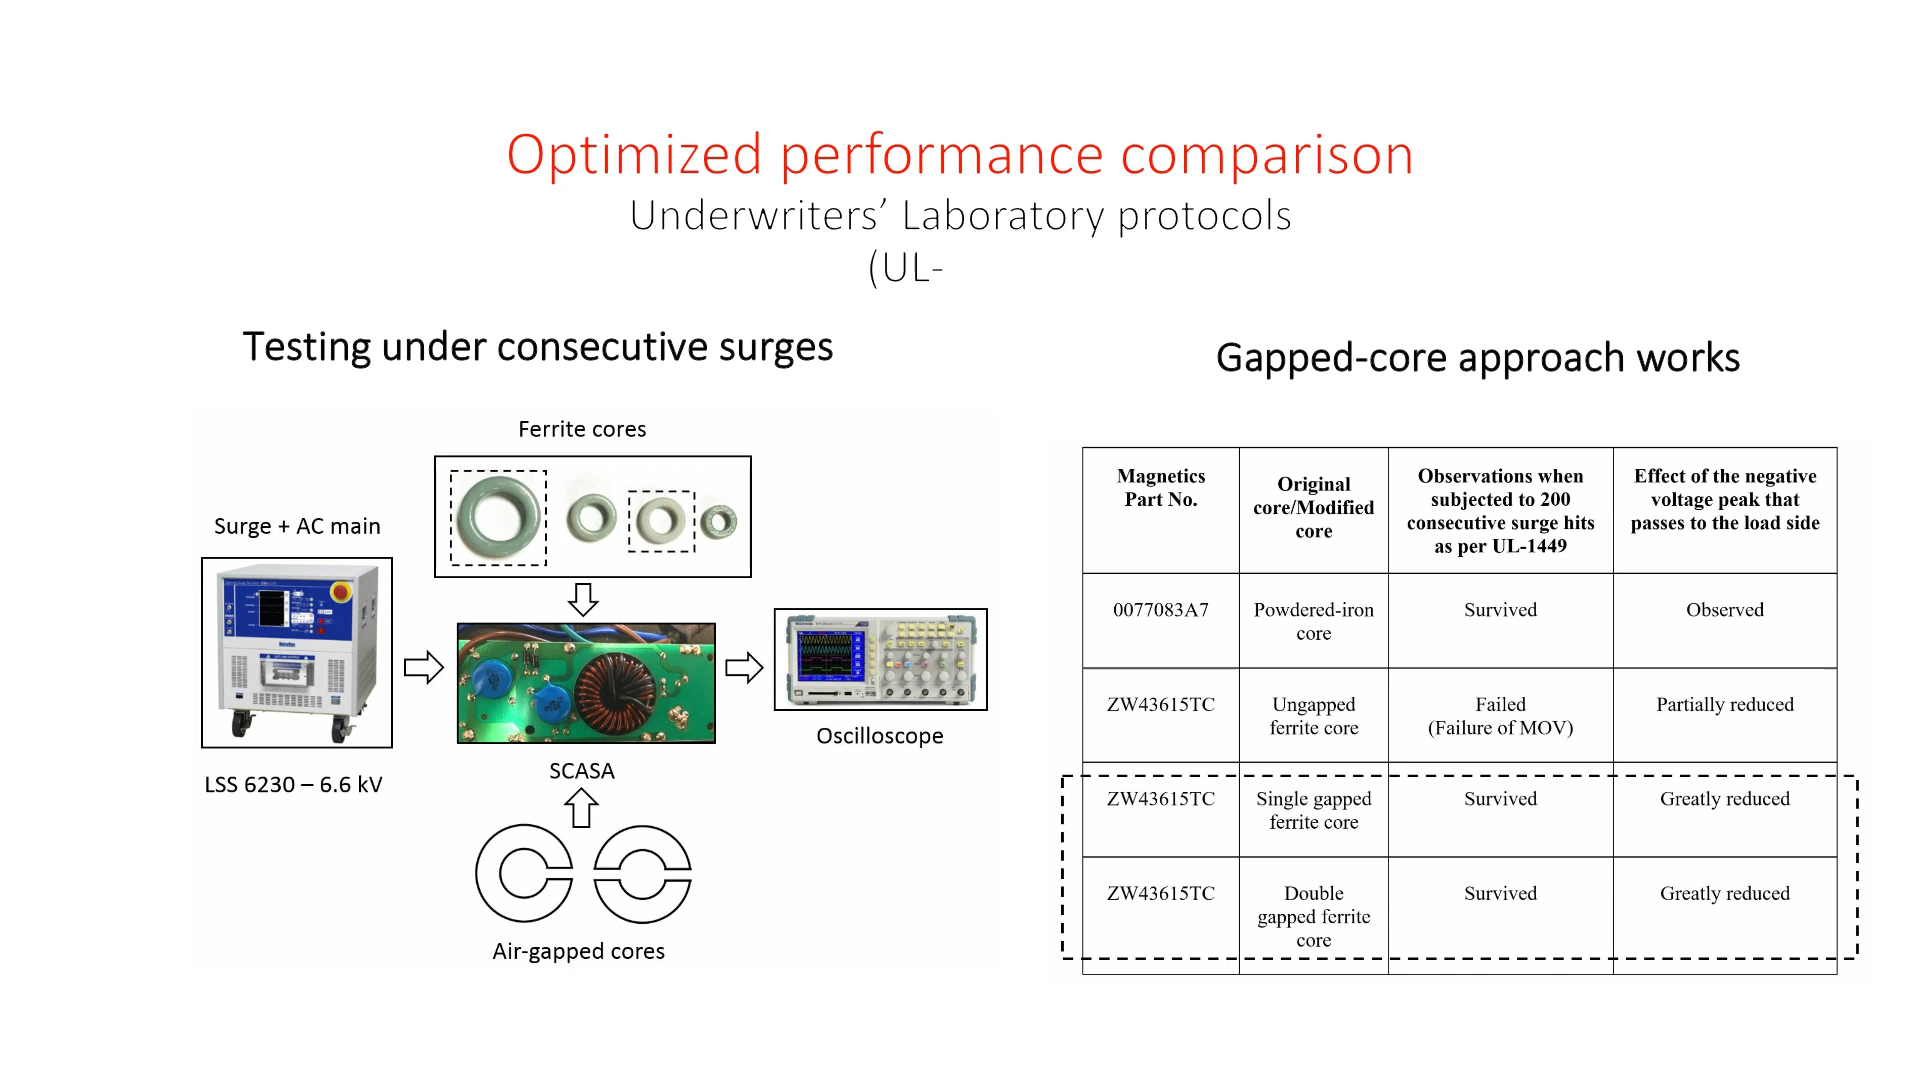 Optimized performance comparison
Underwriters’ Laboratory protocols
(UL-
Testing under consecutive surges
Gapped-core approach works
Ferrite cores
Surge + AC main
LSS 6230 – 6.6 kV
SCASA
Oscilloscope
Air-gapped cores
Magnetics
Part No.
Original
core/Modified
core
Observations when
subjected to 200
consecutive surge hits
as per UL-1449
Effect of the negative
voltage peak that
passes to the load side
0077083A7
Powdered-iron
core
Survived
Observed
ZW43615TC
Ungapped
ferrite core
Failed
(Failure of MOV)
Partially reduced
ZW43615TC
Single gapped
ferrite core
Survived
Greatly reduced
ZW43615TC
Double
gapped ferrite
core
Survived
Greatly reduced